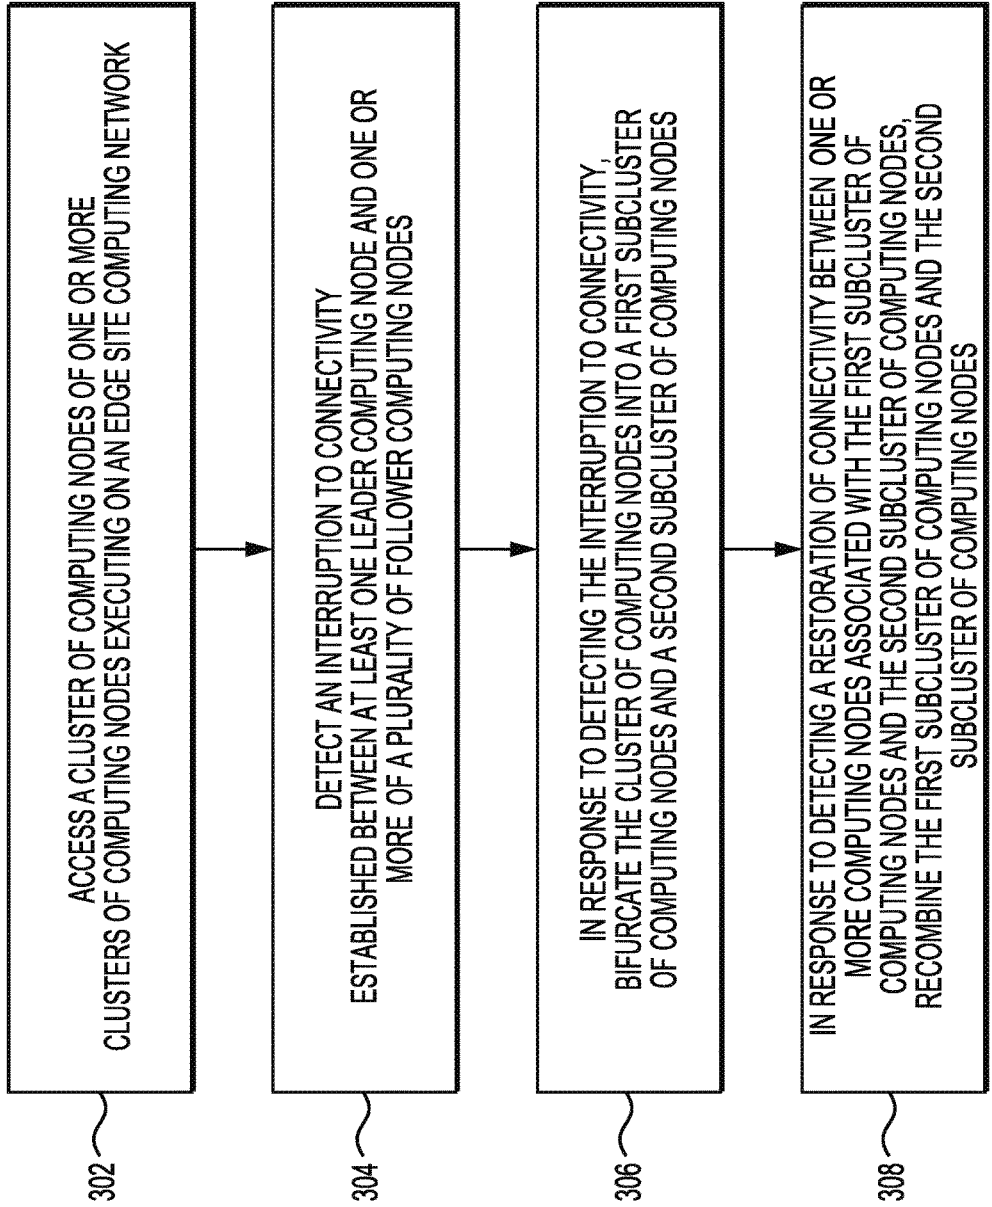 302
ACCESS A CLUSTER OF COMPUTING NODES OF ONE OR MORE
CLUSTERS OF COMPUTING NODES EXECUTING ON AN EDGE SITE COMPUTING NETWORK
304
DETECT AN INTERRUPTION TO CONNECTIVITY
ESTABLISHED BETWEEN AT LEAST ONE LEADER COMPUTING NODE AND ONE OR
MORE OF A PLURALITY OF FOLLOWER COMPUTING NODES
306
IN RESPONSE TO DETECTING THE INTERRUPTION TO CONNECTIVITY,
BIFURCATE THE CLUSTER OF COMPUTING NODES INTO A FIRST SUBCLUSTER
OF COMPUTING NODES AND A SECOND SUBCLUSTER OF COMPUTING NODES
308
IN RESPONSE TO DETECTING A RESTORATION OF CONNECTIVITY BETWEEN ONE OR
MORE COMPUTING NODES ASSOCIATED WITH THE FIRST SUBCLUSTER OF
COMPUTING NODES AND THE SECOND SUBCLUSTER OF COMPUTING NODES,
RECOMBINE THE FIRST SUBCLUSTER OF COMPUTING NODES AND THE SECOND
SUBCLUSTER OF COMPUTING NODES